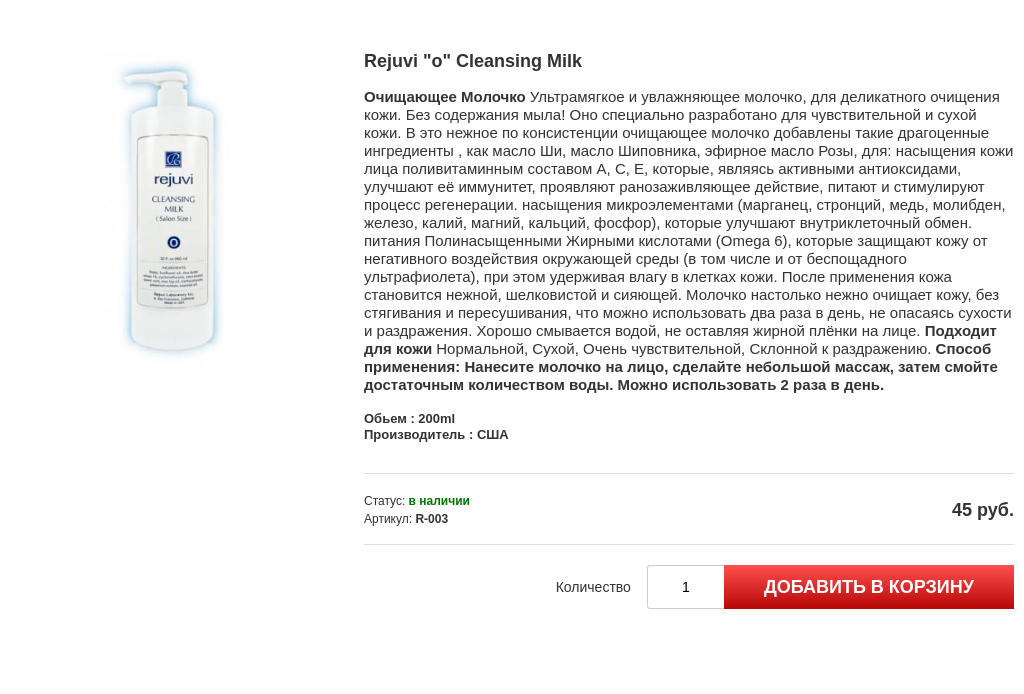 Rejuvi "o" Cleansing Milk
Очищающее Молочко Ультрамягкое и увлажняющее молочко, для деликатного очищения
кожи. Без содержания мыла! Оно специально разработано для чувствительной и сухой
кожи. В это нежное по консистенции очищающее молочко добавлены такие драгоценные
ингредиенты , как масло Ши, масло Шиповника, эфирное масло Розы, для: насыщения кожи
лица поливитаминным составом А, С, Е, которые, являясь активными антиоксидами,
улучшают её иммунитет, проявляют ранозаживляющее действие, питают и стимулируют
процесс регенерации. насыщения микроэлементами (марганец, стронций, медь, молибден,
железо, калий, магний, кальций, фосфор), которые улучшают внутриклеточный обмен.
питания Полинасыщенными Жирными кислотами (Omega 6), которые защищают кожу от
негативного воздействия окружающей среды (в том числе и от беспощадного
ультрафиолета), при этом удерживая влагу в клетках кожи. После применения кожа
становится нежной, шелковистой и сияющей. Молочко настолько нежно очищает кожу, без
стягивания и пересушивания, что можно использовать два раза в день, не опасаясь сухости
и раздражения. Хорошо смывается водой, не оставляя жирной плёнки на лице. Подходит
для кожи Нормальной, Сухой, Очень чувствительной, Склонной к раздражению. Способ
применения: Нанесите молочко на лицо, сделайте небольшой массаж, затем смойте
достаточным количеством воды. Можно использовать 2 раза в день.
Обьем : 200ml
Производитель : США
Статус: в наличии
Артикул: R-003
45 руб.
Количество 1 ДОБАВИТЬ В КОРЗИНУ
rejuvi
CLEANSING
MILK
( Salon Size )
O